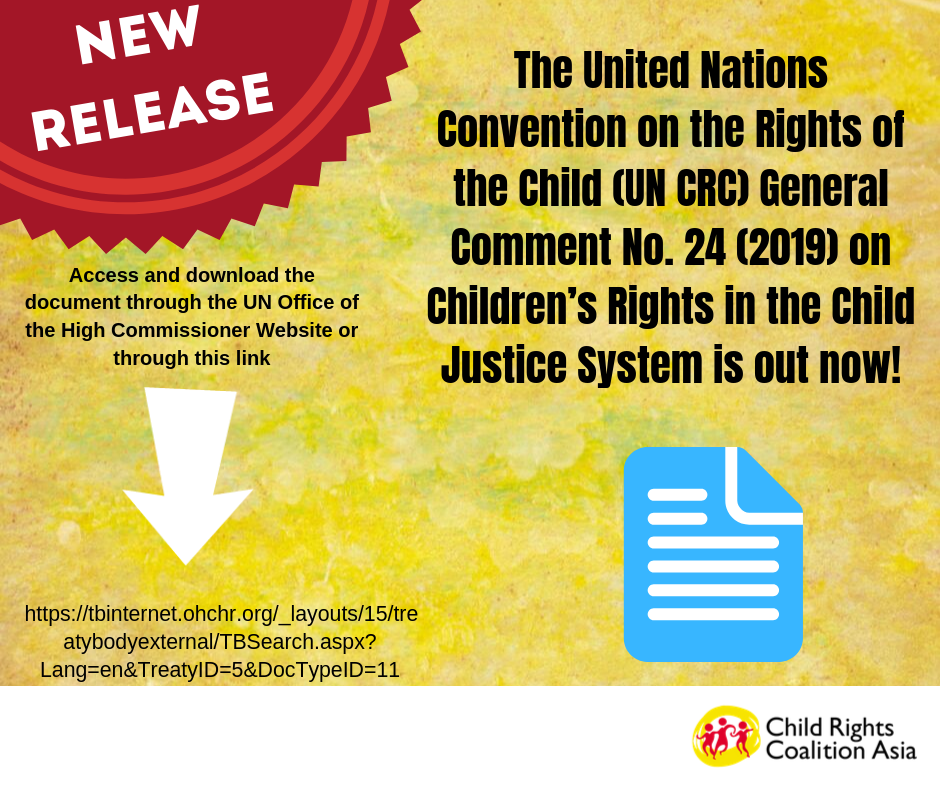 NEW
RELEASE
The United Nations
Convention on the Rights of
the Child (UN CRC) General
Comment No. 24 (2019) on
Children’s Rights in the Child
Justice System is out now!
Access and download the
document through the UN Office of
the High Commissioner Website or
through this link
https://tbinternet.ohchr.org/_layouts/15/tre
atybodyexternal/TBSearch.aspx?
Lang=en&TreatyID=5&DocTypeID=11
Child Rights
Coalition Asia